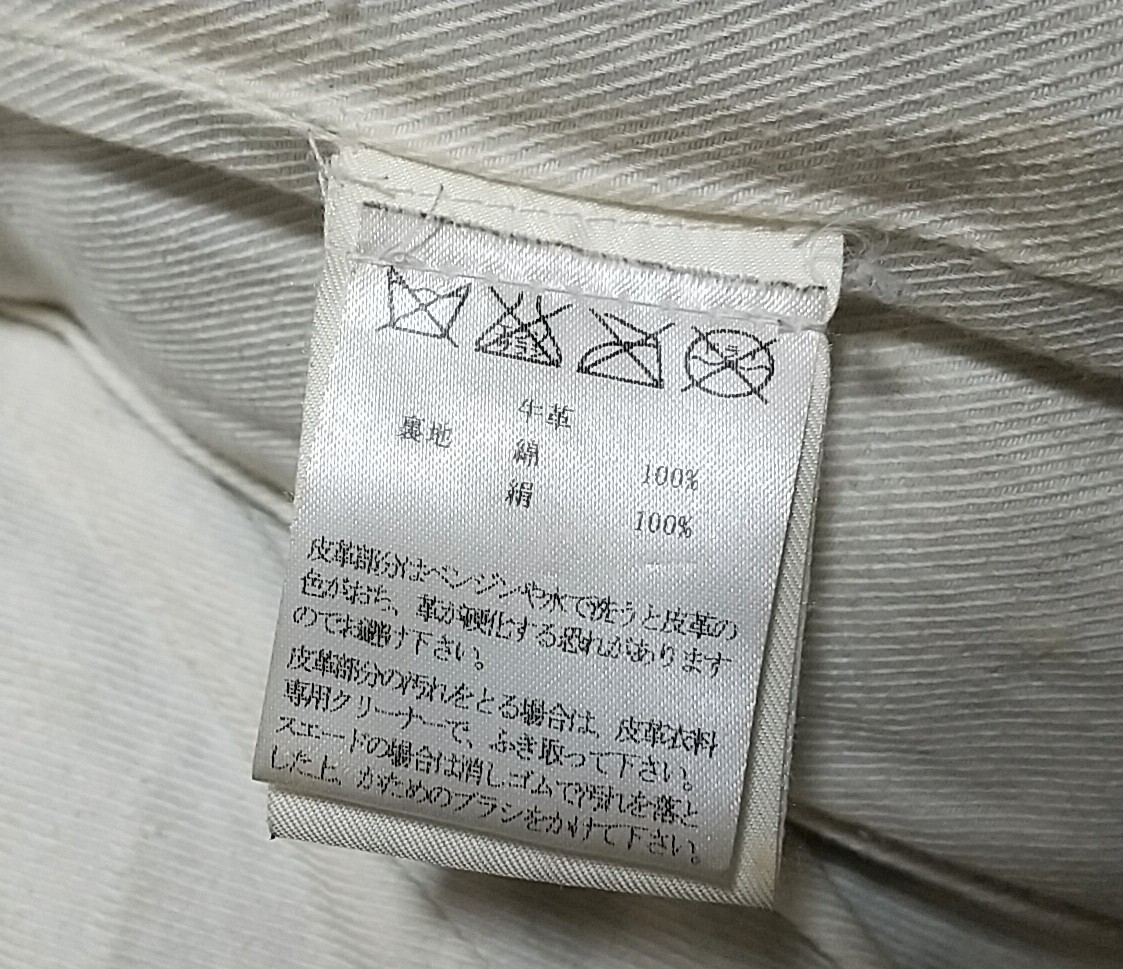 牛革
裏地 綿 100%
絹 100%
皮革部分はベンジンや水で洗うと皮革の
色がおち、革が硬化する恐れがあります
のでお避け下さい。
皮革部分の汚れをとる場合は、皮革衣料
専用クリーナーで、ふき取って下さい。
スエードの場合は消しゴムで汚れを落と
した上、かためのブラシをかけて下さい。